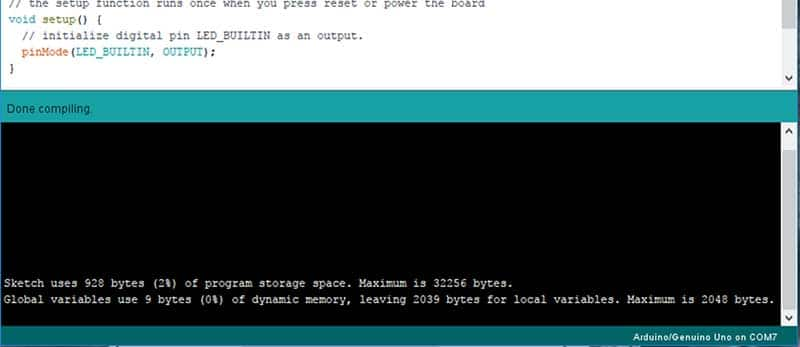 // the setup function runs once when you press reset or power the board
void setup() {
  // initialize digital pin LED_BUILTIN as an output.
  pinMode(LED_BUILTIN, OUTPUT);
}
Done compiling.
Sketch uses 928 bytes (2%) of program storage space. Maximum is 32256 bytes.
Global variables use 9 bytes (0%) of dynamic memory, leaving 2039 bytes for local variables. Maximum is 2048 bytes.
Arduino/Genuino Uno on COM7